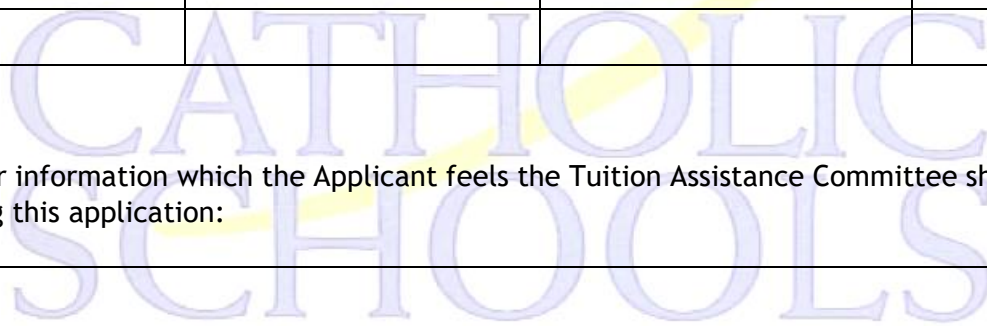 CATHOLIC
r information which the Applicant feels the Tuition Assistance Committee sh
g this application:
SCHOOLS